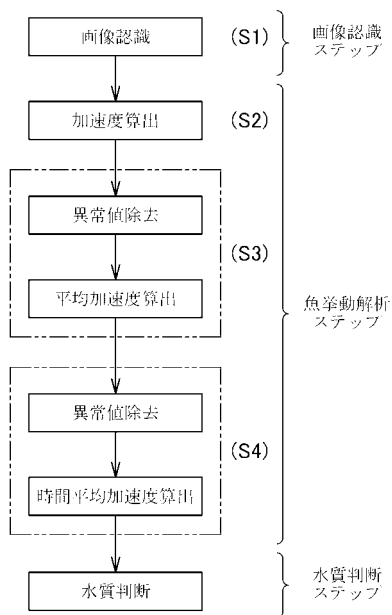 画像認識
(S1)
画像認識
ステップ
加速度算出
(S2)
異常値除去
(S3)
平均加速度算出
魚挙動解析
ステップ
異常値除去
(S4)
時間平均加速度算出
水質判断
水質判断
ステップ